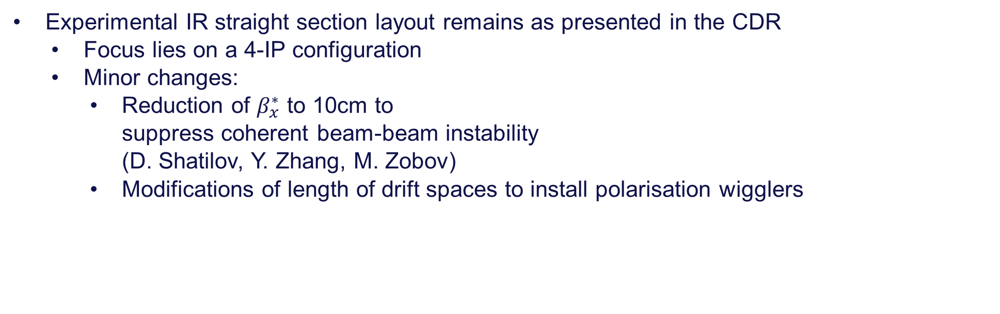 • Experimental IR straight section layout remains as presented in the CDR
• Focus lies on a 4-IP configuration
• Minor changes:
• Reduction of $\beta_x^*$ to 10cm to
suppress coherent beam-beam instability
(D. Shatilov, Y. Zhang, M. Zobov)
• Modifications of length of drift spaces to install polarisation wigglers